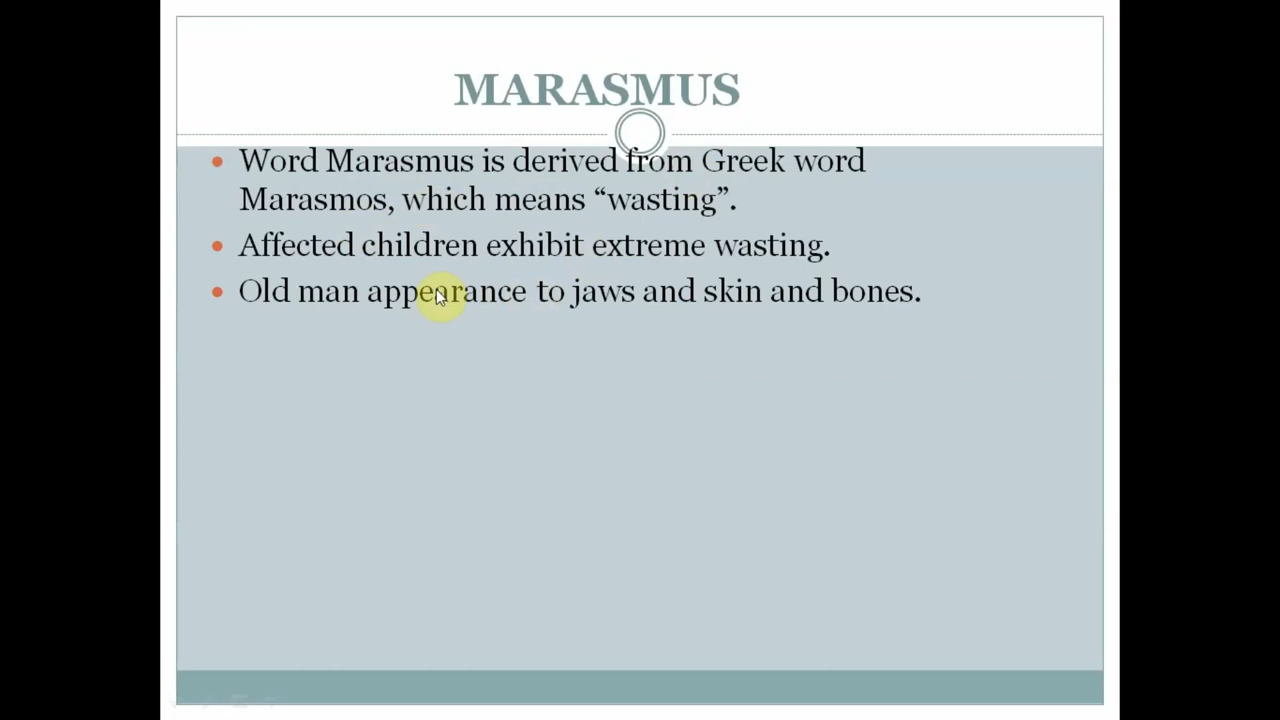 MARASMUS
• Word Marasmus is derived from Greek word
Marasmos, which means “wasting”.
• Affected children exhibit extreme wasting.
• Old man appearance to jaws and skin and bones.